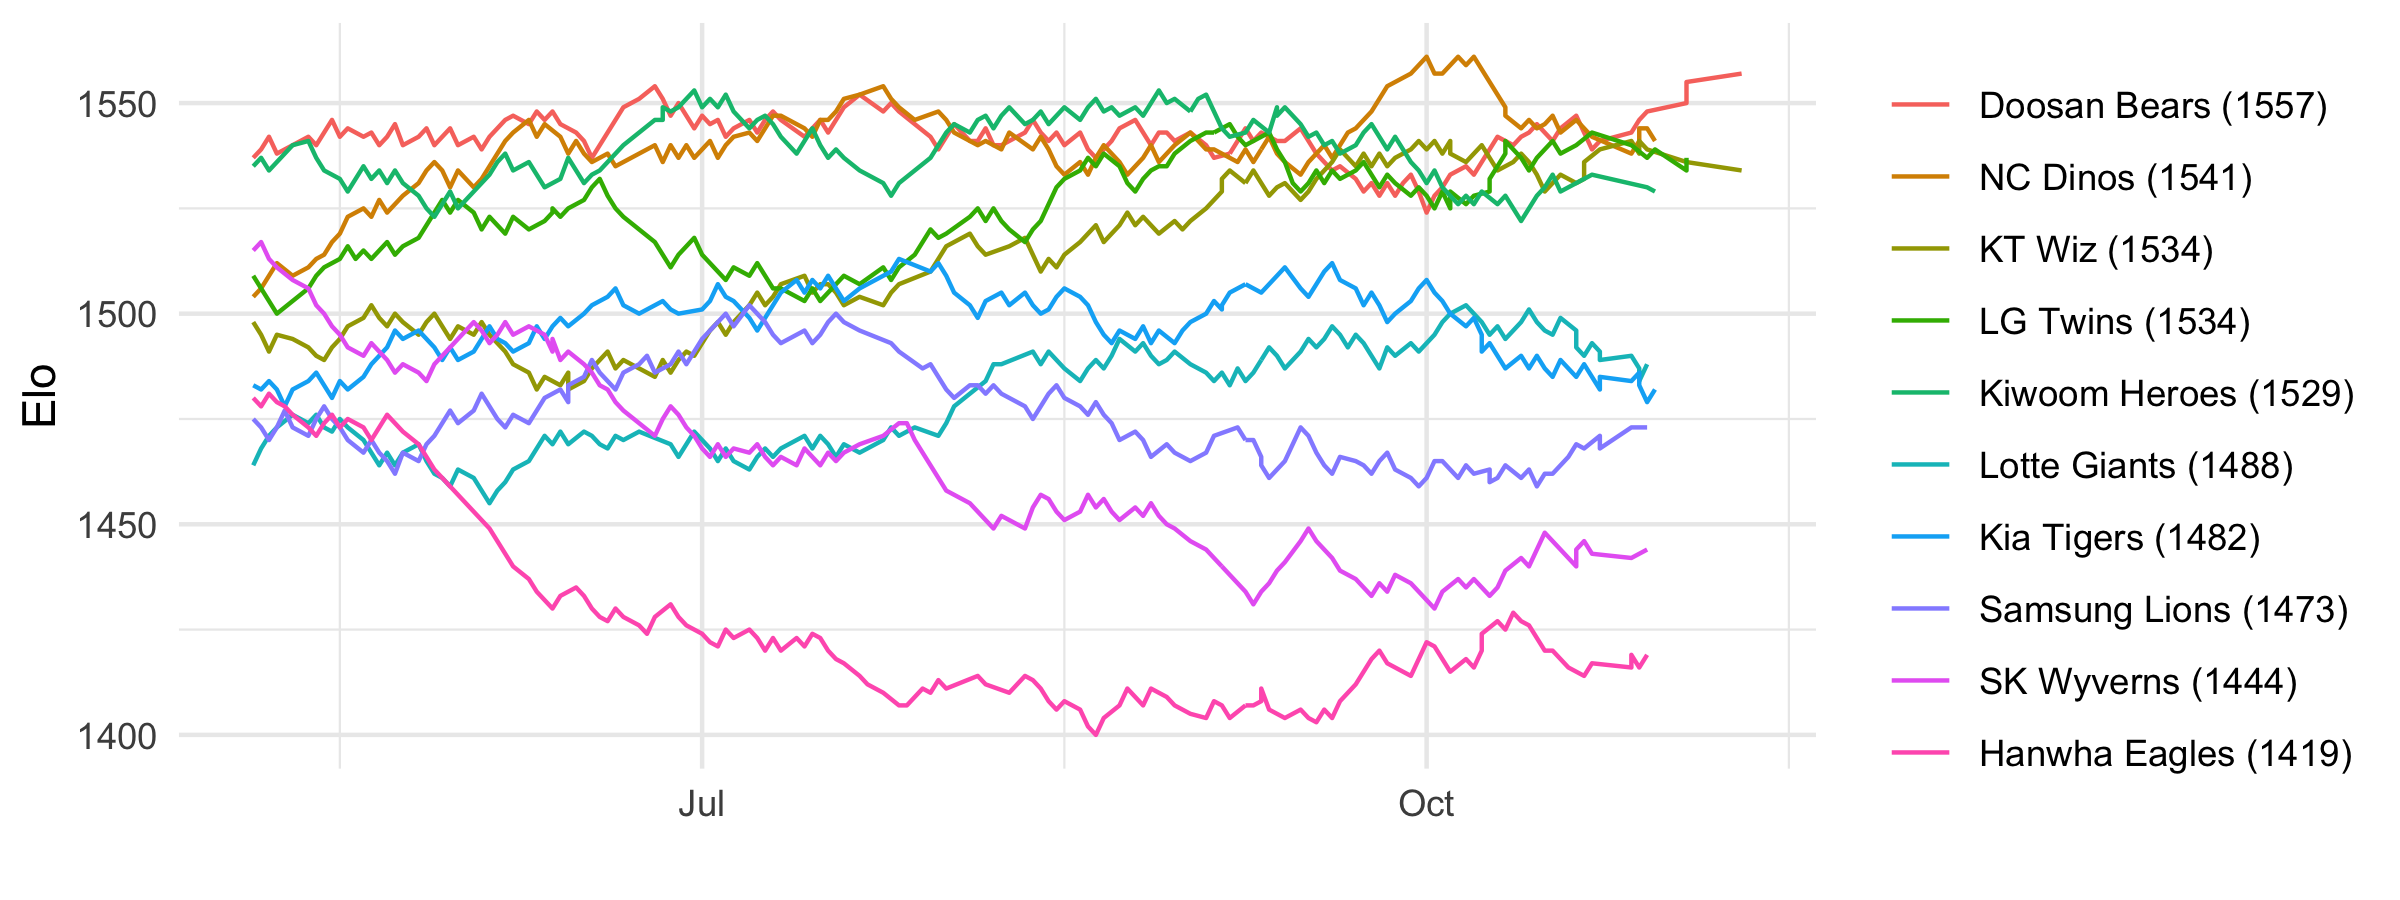 Elo
1550
1500
1450
1400
Jul
Oct
Doosan Bears (1557)
NC Dinos (1541)
KT Wiz (1534)
LG Twins (1534)
Kiwoom Heroes (1529)
Lotte Giants (1488)
Kia Tigers (1482)
Samsung Lions (1473)
SK Wyverns (1444)
Hanwha Eagles (1419)